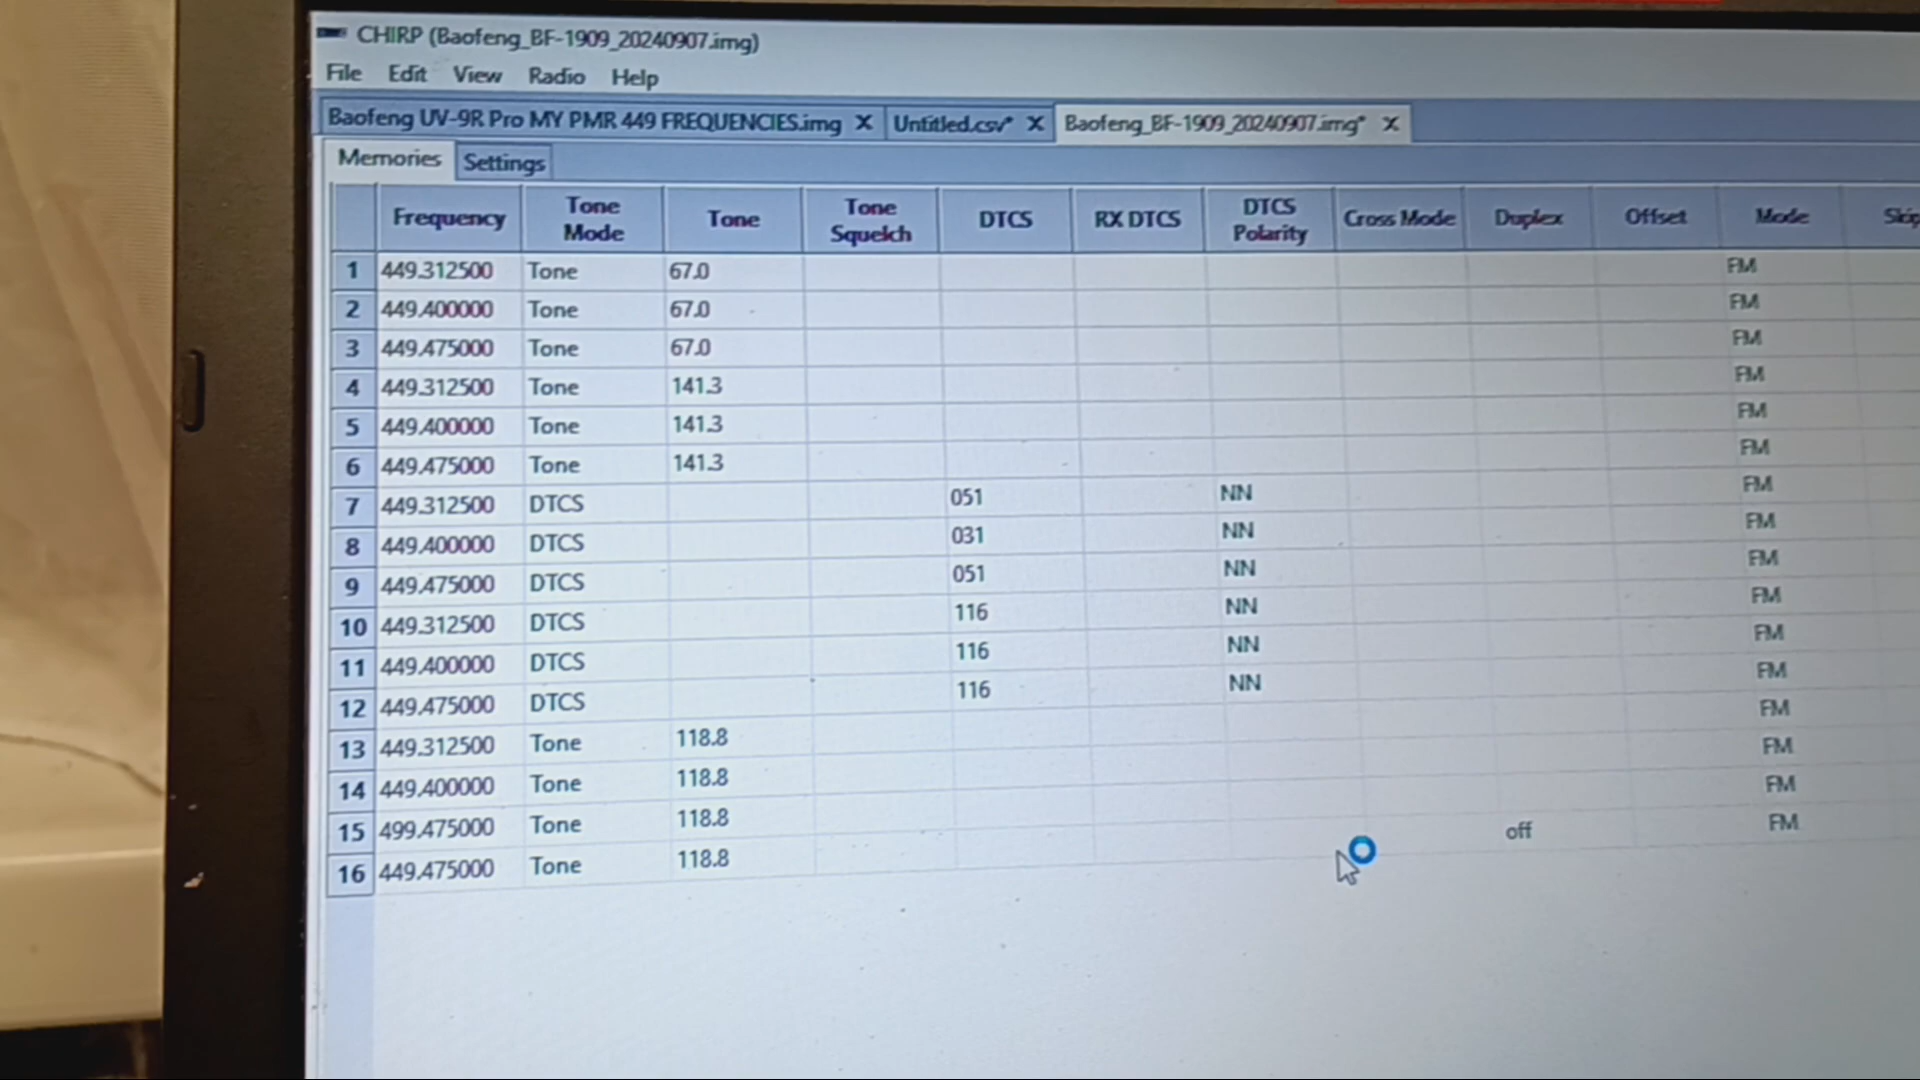 CHIRP (Baofeng_BF-1909_20240907.img)
File Edit View Radio Help
Baofeng UV-9R Pro MY PMR 449 FREQUENCIES.img X Untitled.csv* X Baofeng_BF-1909_20240907.img* X
Memories Settings
Frequency Tone Mode Tone Tone Squelch DTCS RX DTCS DTCS Polarity Cross Mode Duplex Offset Mode Skip
1 449.312500 Tone 67.0 FM
2 449.400000 Tone 67.0 FM
3 449.475000 Tone 67.0 FM
4 449.312500 Tone 141.3 FM
5 449.400000 Tone 141.3 FM
6 449.475000 Tone 141.3 FM
7 449.312500 DTCS 051 NN FM
8 449.400000 DTCS 031 NN FM
9 449.475000 DTCS 051 NN FM
10 449.312500 DTCS 116 NN FM
11 449.400000 DTCS 116 NN FM
12 449.475000 DTCS 116 NN FM
13 449.312500 Tone 118.8 FM
14 449.400000 Tone 118.8 FM
15 499.475000 Tone 118.8 off FM
16 449.475000 Tone 118.8 FM